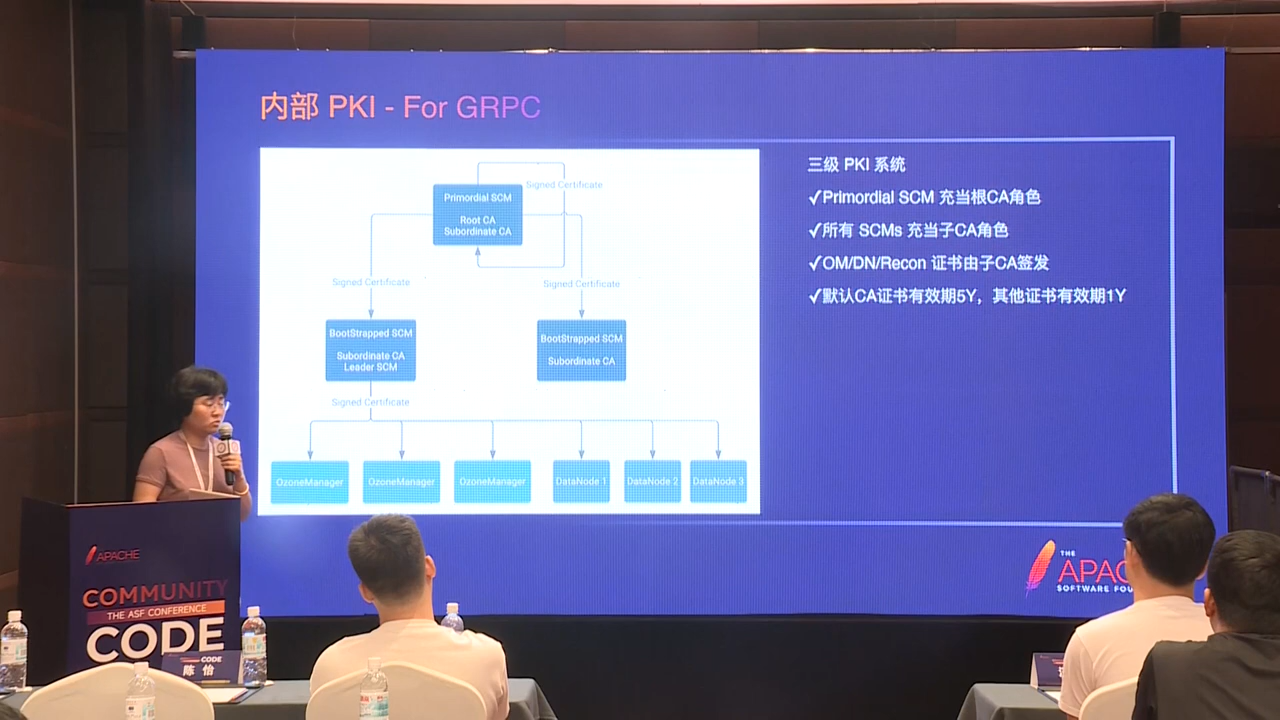 内部 PKI - For GRPC
Signed Certificate
Primordial SCM
Root CA
Subordinate CA
Signed Certificate
Signed Certificate
BootStrapped SCM
Subordinate CA
Leader SCM
BootStrapped SCM
Subordinate CA
Signed Certificate
OzoneManager
OzoneManager
OzoneManager
DataNode 1
DataNode 2
DataNode 3
三级 PKI 系统
✓Primordial SCM 充当根CA角色
✓所有 SCMs 充当子CA角色
✓OM/DN/Recon 证书由子CA签发
✓默认CA证书有效期5Y，其他证书有效期1Y
THE
APAC
SOFTWARE FOU
APACHE
COMMUNITY
THE ASF CONFERENCE
CODE
CODE
陈 怡